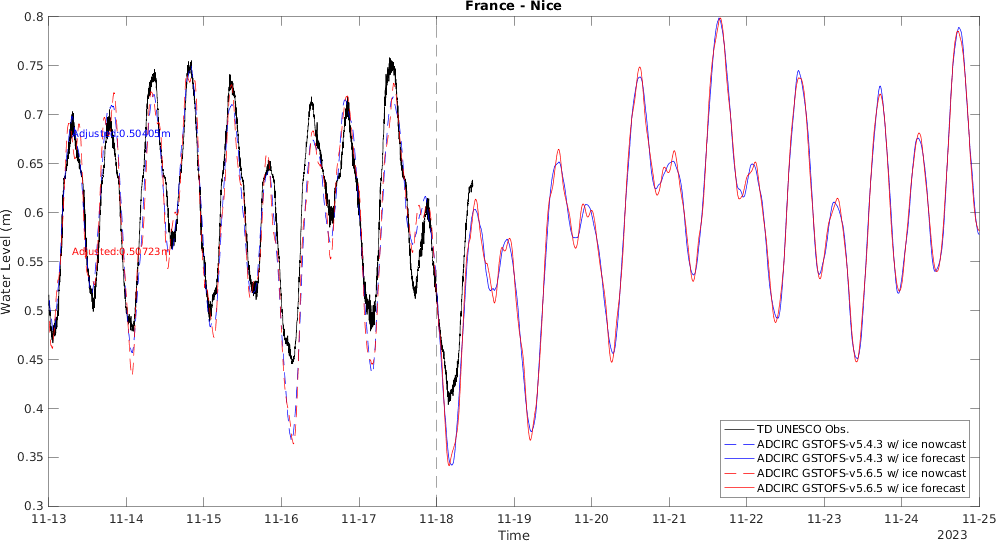 France - Nice
0.8
0.75
0.7
0.65
0.6
0.55
0.5
0.45
0.4
0.35
0.3
Water Level (m)
Adjusted:0.50405m
Adjusted:0.50723m
TD UNESCO Obs.
ADCIRC GSTOFS-v5.4.3 w/ ice nowcast
ADCIRC GSTOFS-v5.4.3 w/ ice forecast
ADCIRC GSTOFS-v5.6.5 w/ ice nowcast
ADCIRC GSTOFS-v5.6.5 w/ ice forecast
11-13 11-14 11-15 11-16 11-17 11-18 11-19 11-20 11-21 11-22 11-23 11-24 11-25
Time
2023